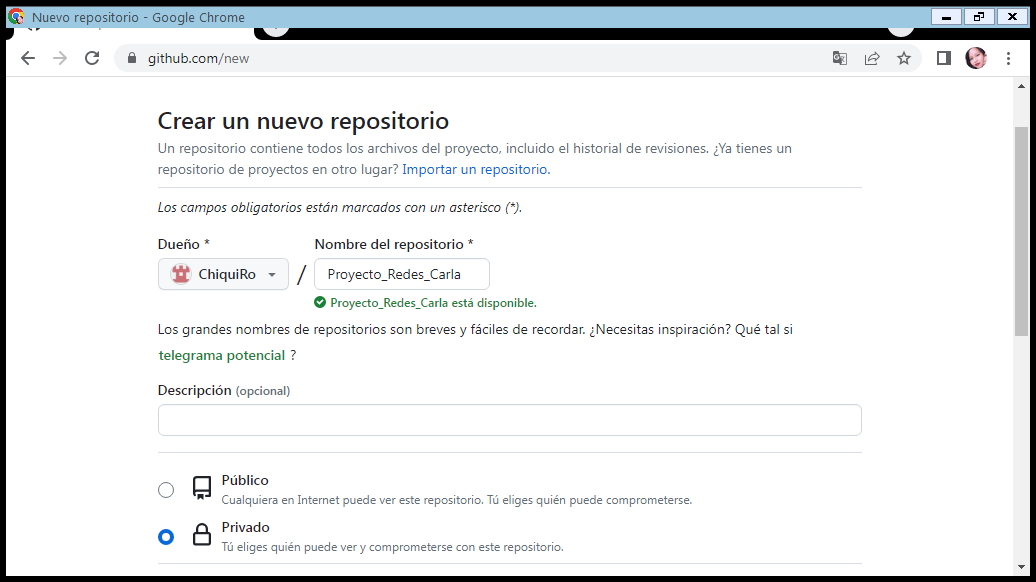 Nuevo repositorio - Google Chrome
github.com/new
Crear un nuevo repositorio
Un repositorio contiene todos los archivos del proyecto, incluido el historial de revisiones. ¿Ya tienes un
repositorio de proyectos en otro lugar? Importar un repositorio.
Los campos obligatorios están marcados con un asterisco (*).
Dueño * Nombre del repositorio *
ChiquiRo / Proyecto_Redes_Carla
Proyecto_Redes_Carla está disponible.
Los grandes nombres de repositorios son breves y fáciles de recordar. ¿Necesitas inspiración? Qué tal si
telegrama potencial ?
Descripción (opcional)
Público
Cualquiera en Internet puede ver este repositorio. Tú eliges quién puede comprometerse.
Privado
Tú eliges quién puede ver y comprometerse con este repositorio.